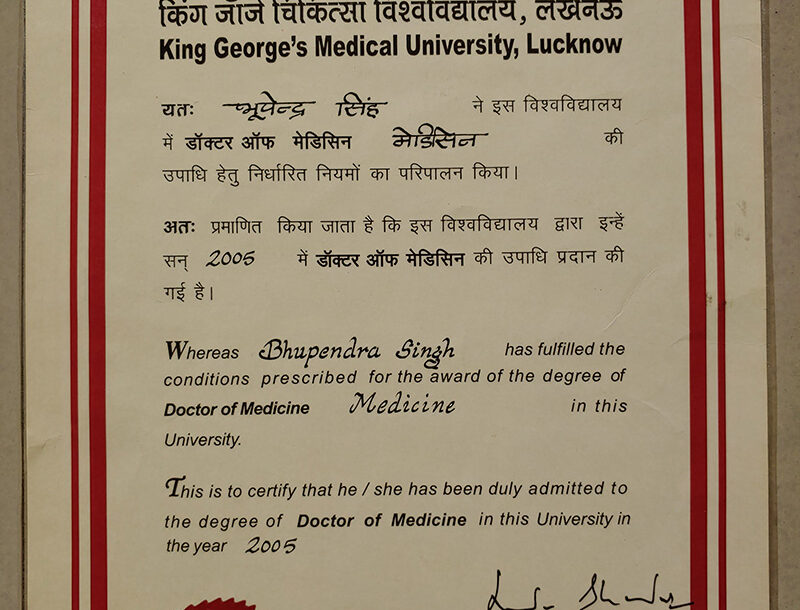 किंग जॉर्ज चिकित्सा विश्वविद्यालय, लखनऊ
King George's Medical University, Lucknow
यतः भूपेन्द्र सिंह ने इस विश्वविद्यालय
में डॉक्टर ऑफ मेडिसिन मेडिसिन की
उपाधि हेतु निर्धारित नियमों का परिपालन किया।
अतः प्रमाणित किया जाता है कि इस विश्वविद्यालय द्वारा इन्हें
सन् 2005 में डॉक्टर ऑफ मेडिसिन की उपाधि प्रदान की
गई है।
Whereas Bhupendra Singh has fulfilled the
conditions prescribed for the award of the degree of
Doctor of Medicine Medicine in this
University.
This is to certify that he / she has been duly admitted to
the degree of Doctor of Medicine in this University in
the year 2005